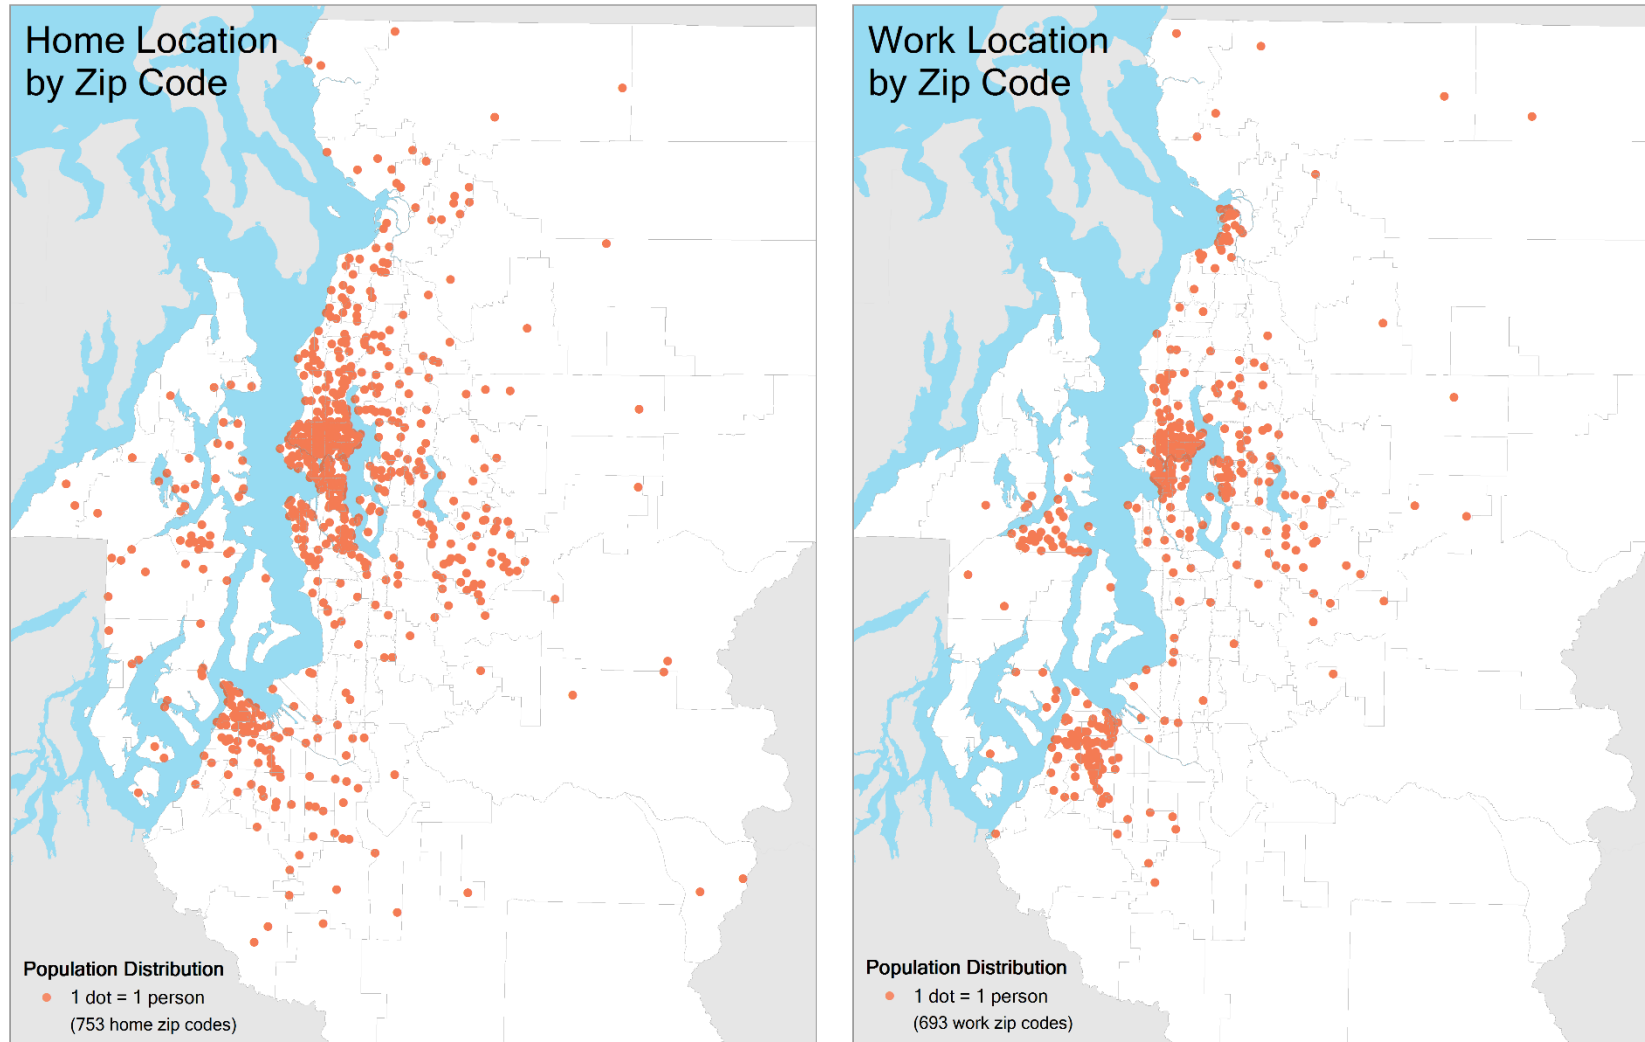 Home Location
by Zip Code
Population Distribution
1 dot = 1 person
(753 home zip codes)
Work Location
by Zip Code
Population Distribution
1 dot = 1 person
(693 work zip codes)